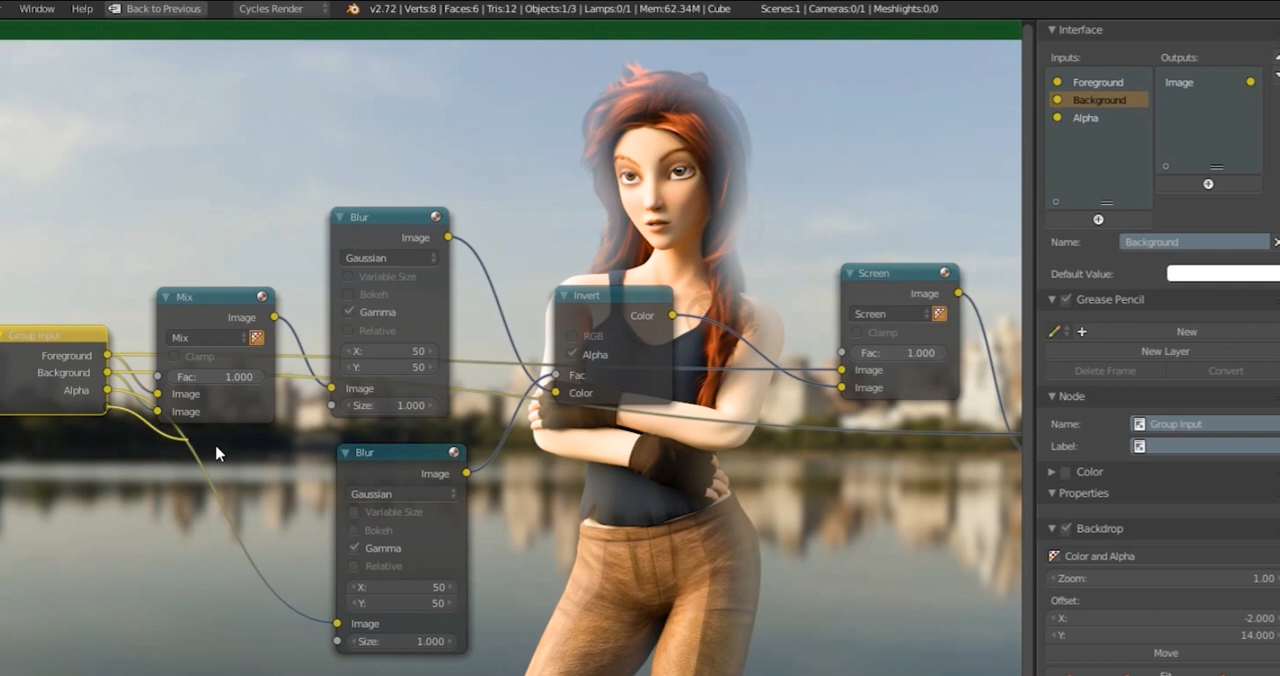 Window Help Back to Previous Cycles Render v2.72 | Verts:8 | Faces:6 | Tris:12 | Objects:1/3 | Lamps:0/1 | Mem:62.34M | Cube Scenes:1 | Cameras:0/1 | Meshlights:0/0
Group Input
Foreground
Background
Alpha
Mix
Image
Mix
Clamp
Fac: 1.000
Image
Image
Blur
Image
Gaussian
Variable Size
Bokeh
Gamma
Relative
X: 50
Y: 50
Image
Size: 1.000
Blur
Image
Gaussian
Variable Size
Bokeh
Gamma
Relative
X: 50
Y: 50
Image
Size: 1.000
Invert
Color
RGB
Alpha
Fac
Color
Screen
Image
Screen
Clamp
Fac: 1.000
Image
Image
Interface
Inputs: Outputs:
Foreground Image
Background
Alpha
Name: Background
Default Value:
Grease Pencil
New
New Layer
Delete Frame Convert
Node
Name: Group Input
Label:
Color
Properties
Backdrop
Color and Alpha
Zoom: 1.00
Offset:
X: -2.000
Y: 14.000
Move